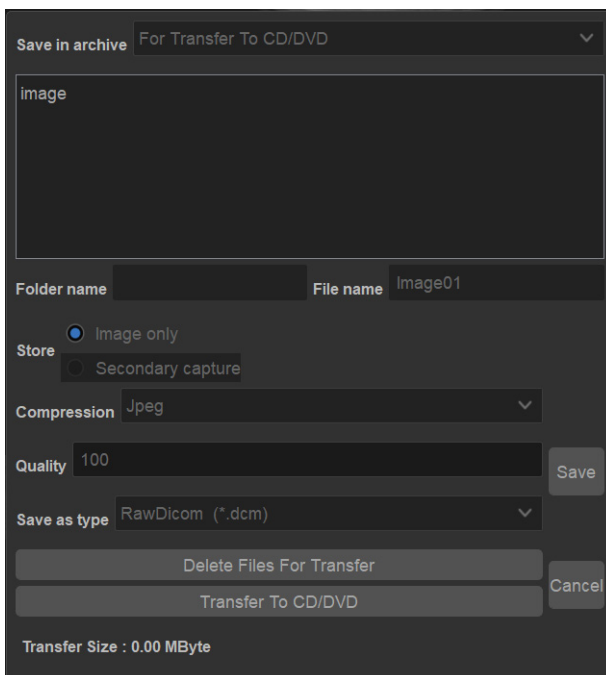 Save in archive For Transfer To CD/DVD
image
Folder name File name Image01
Image only
Store
Secondary capture
Compression Jpeg
Quality 100
Save
Save as type RawDicom (*.dcm)
Delete Files For Transfer
Cancel
Transfer To CD/DVD
Transfer Size : 0.00 MByte